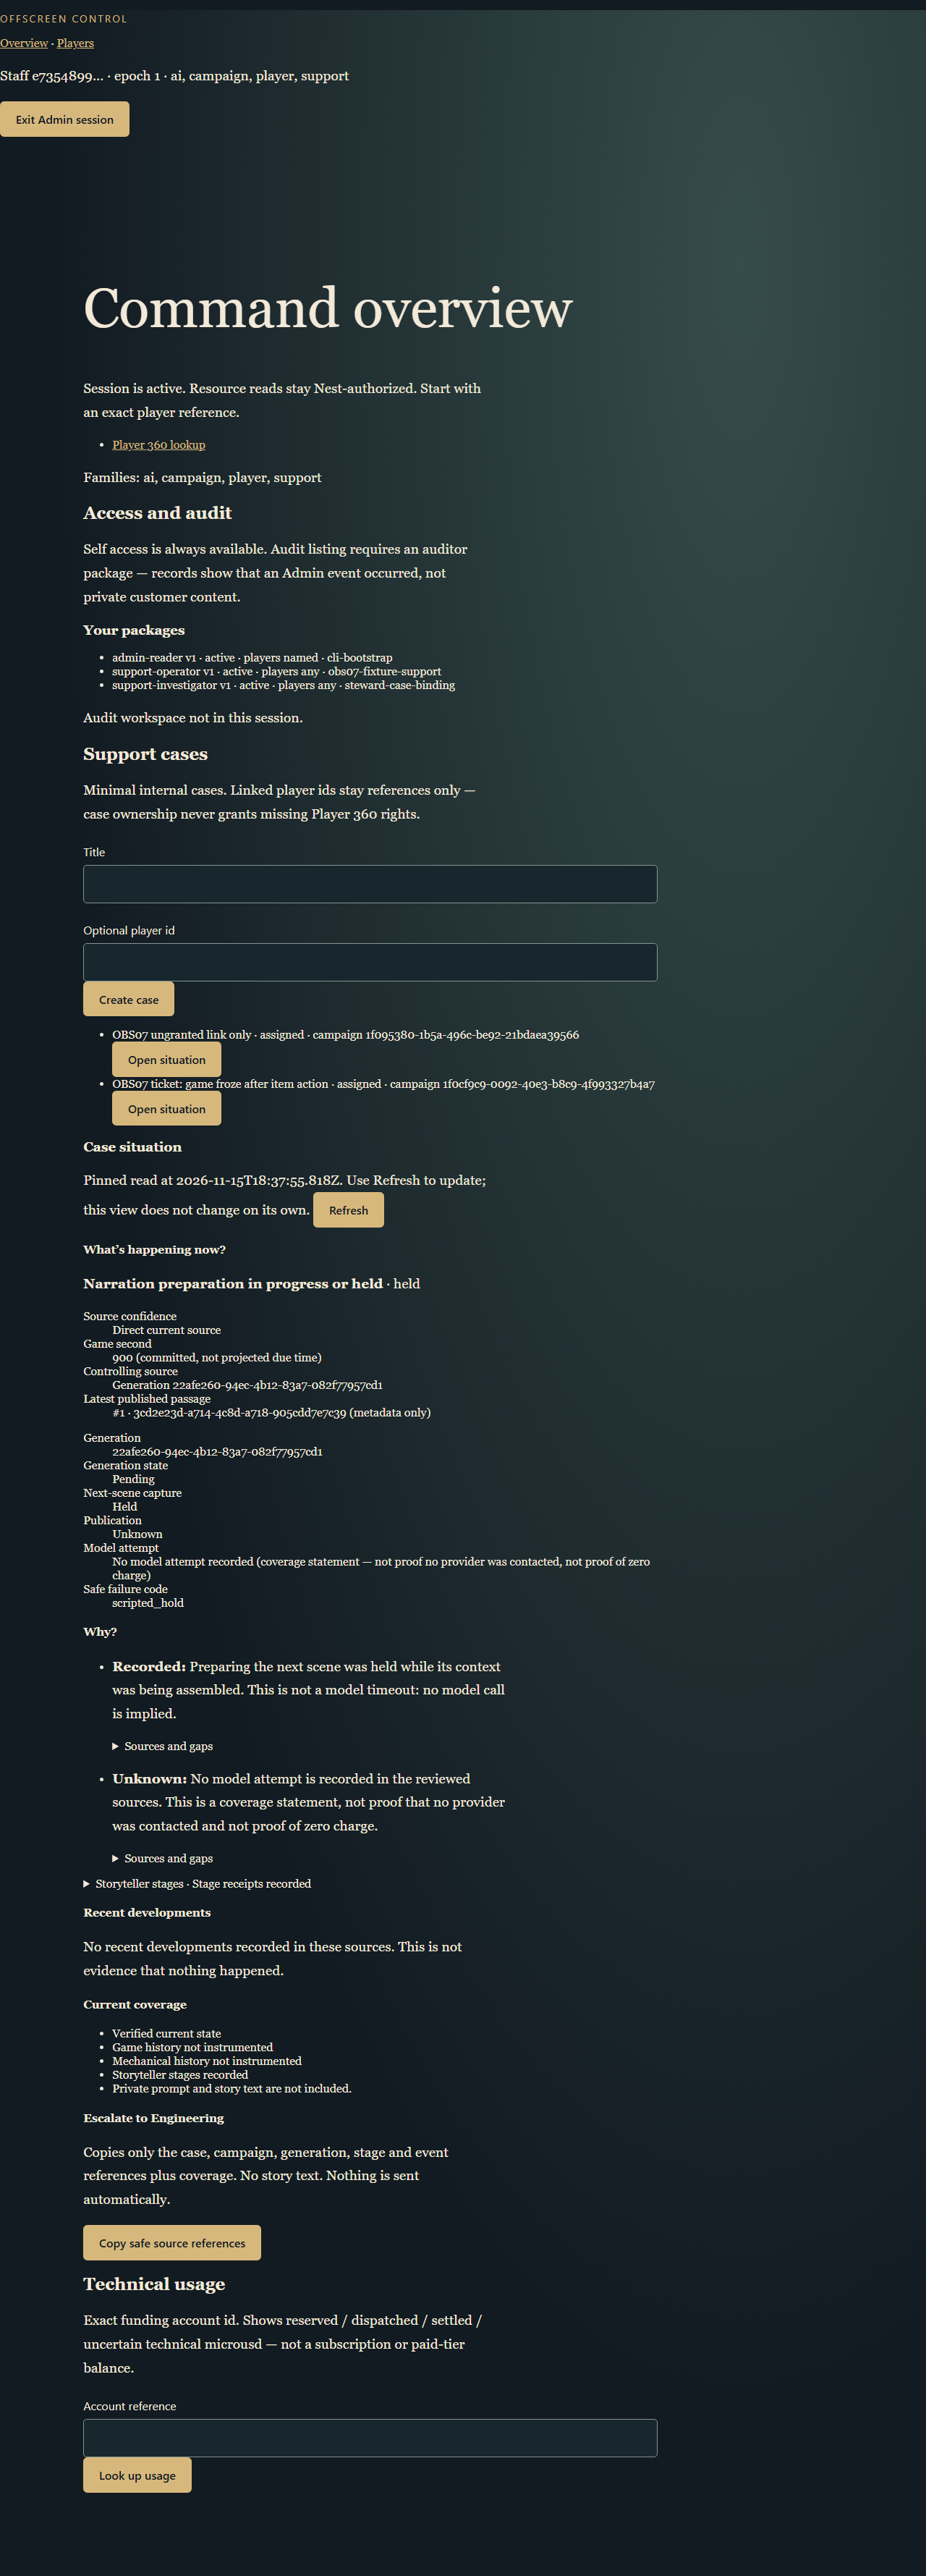 OFFSCREEN CONTROL
Overview · Players
Staff e7354899... · epoch 1 · ai, campaign, player, support
Exit Admin session
Command overview
Session is active. Resource reads stay Nest-authorized. Start with
an exact player reference.
• Player 360 lookup
Families: ai, campaign, player, support
Access and audit
Self access is always available. Audit listing requires an auditor
package — records show that an Admin event occurred, not
private customer content.
Your packages
• admin-reader v1 · active · players named · cli-bootstrap
• support-operator v1 · active · players any · obs07-fixture-support
• support-investigator v1 · active · players any · steward-case-binding
Audit workspace not in this session.
Support cases
Minimal internal cases. Linked player ids stay references only —
case ownership never grants missing Player 360 rights.
Title
Optional player id
Create case
• OBS07 ungranted link only · assigned · campaign 1f095380-1b5a-496c-be92-21bdaea39566
Open situation
• OBS07 ticket: game froze after item action · assigned · campaign 1f0cf9c9-0092-40e3-b8c9-4f993327b4a7
Open situation
Case situation
Pinned read at 2026-11-15T18:37:55.818Z. Use Refresh to update;
this view does not change on its own. Refresh
What's happening now?
Narration preparation in progress or held · held
Source confidence
Direct current source
Game second
900 (committed, not projected due time)
Controlling source
Generation 22afe260-94ec-4b12-83a7-082f77957cd1
Latest published passage
#1 · 3cd2e23d-a714-4c8d-a718-905cdd7e7c39 (metadata only)
Generation
22afe260-94ec-4b12-83a7-082f77957cd1
Generation state
Pending
Next-scene capture
Held
Publication
Unknown
Model attempt
No model attempt recorded (coverage statement — not proof no provider was contacted, not proof of zero
charge)
Safe failure code
scripted_hold
Why?
• Recorded: Preparing the next scene was held while its context
was being assembled. This is not a model timeout: no model call
is implied.
▶ Sources and gaps
• Unknown: No model attempt is recorded in the reviewed
sources. This is a coverage statement, not proof that no provider
was contacted and not proof of zero charge.
▶ Sources and gaps
▶ Storyteller stages · Stage receipts recorded
Recent developments
No recent developments recorded in these sources. This is not
evidence that nothing happened.
Current coverage
• Verified current state
• Game history not instrumented
• Mechanical history not instrumented
• Storyteller stages recorded
• Private prompt and story text are not included.
Escalate to Engineering
Copies only the case, campaign, generation, stage and event
references plus coverage. No story text. Nothing is sent
automatically.
Copy safe source references
Technical usage
Exact funding account id. Shows reserved / dispatched / settled /
uncertain technical microusd — not a subscription or paid-tier
balance.
Account reference
Look up usage